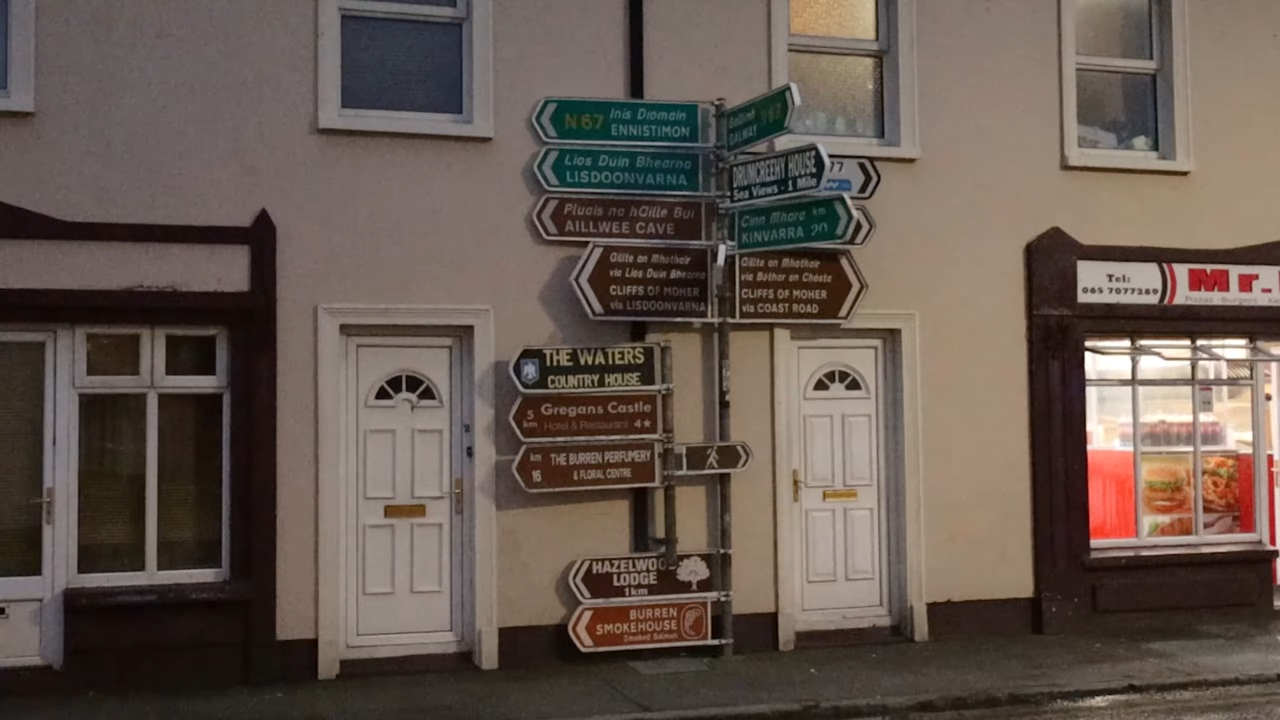 N67 Inis Díomáin
ENNISTIMON
Gaillimh N67
GALWAY
Lios Dúin Bhearna
LISDOONVARNA
DRUMCREEHY HOUSE
Sea Views - 1 Mile
77
Pluais na hAille Buí
AILLWEE CAVE
Cinn Mhara km
KINVARRA 20
Aillte an Mhothair
via Lios Dúin Bhearna
CLIFFS OF MOHER
via LISDOONVARNA
Aillte an Mhothair
via Bóthar an Chósta
CLIFFS OF MOHER
via COAST ROAD
THE WATERS
COUNTRY HOUSE
5 km Gregans Castle
Hotel & Restaurant 4★
km 16 THE BURREN PERFUMERY
& FLORAL CENTRE
HAZELWOO
LODGE
1km
BURREN
SMOKEHOUSE
Smoked Salmon
Tel:
065 7077289
Mr.
Pizzas - Burgers - Ke